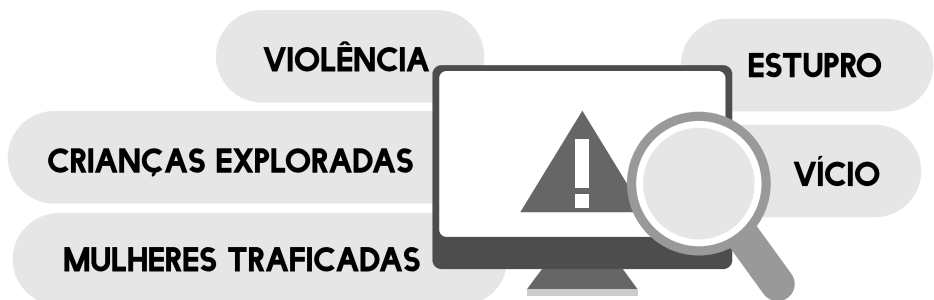 VIOLÊNCIA
CRIANÇAS EXPLORADAS
MULHERES TRAFICADAS
ESTUPRO
VÍCIO